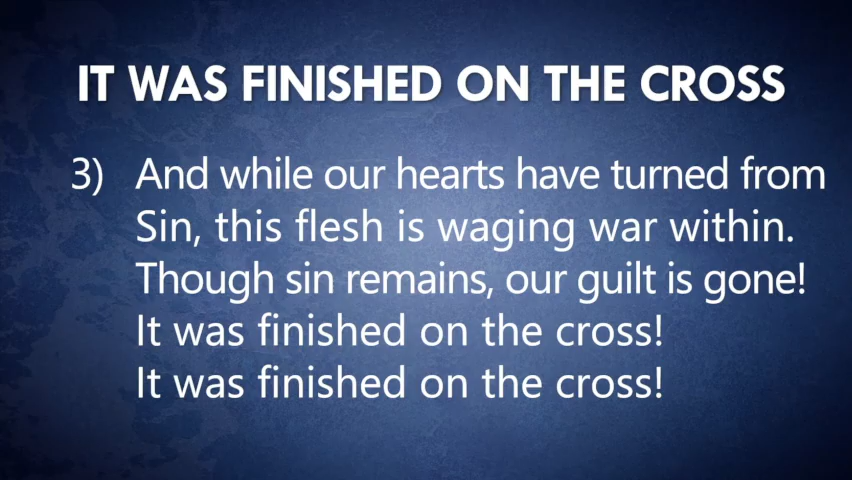 IT WAS FINISHED ON THE CROSS
3) And while our hearts have turned from
Sin, this flesh is waging war within.
Though sin remains, our guilt is gone!
It was finished on the cross!
It was finished on the cross!